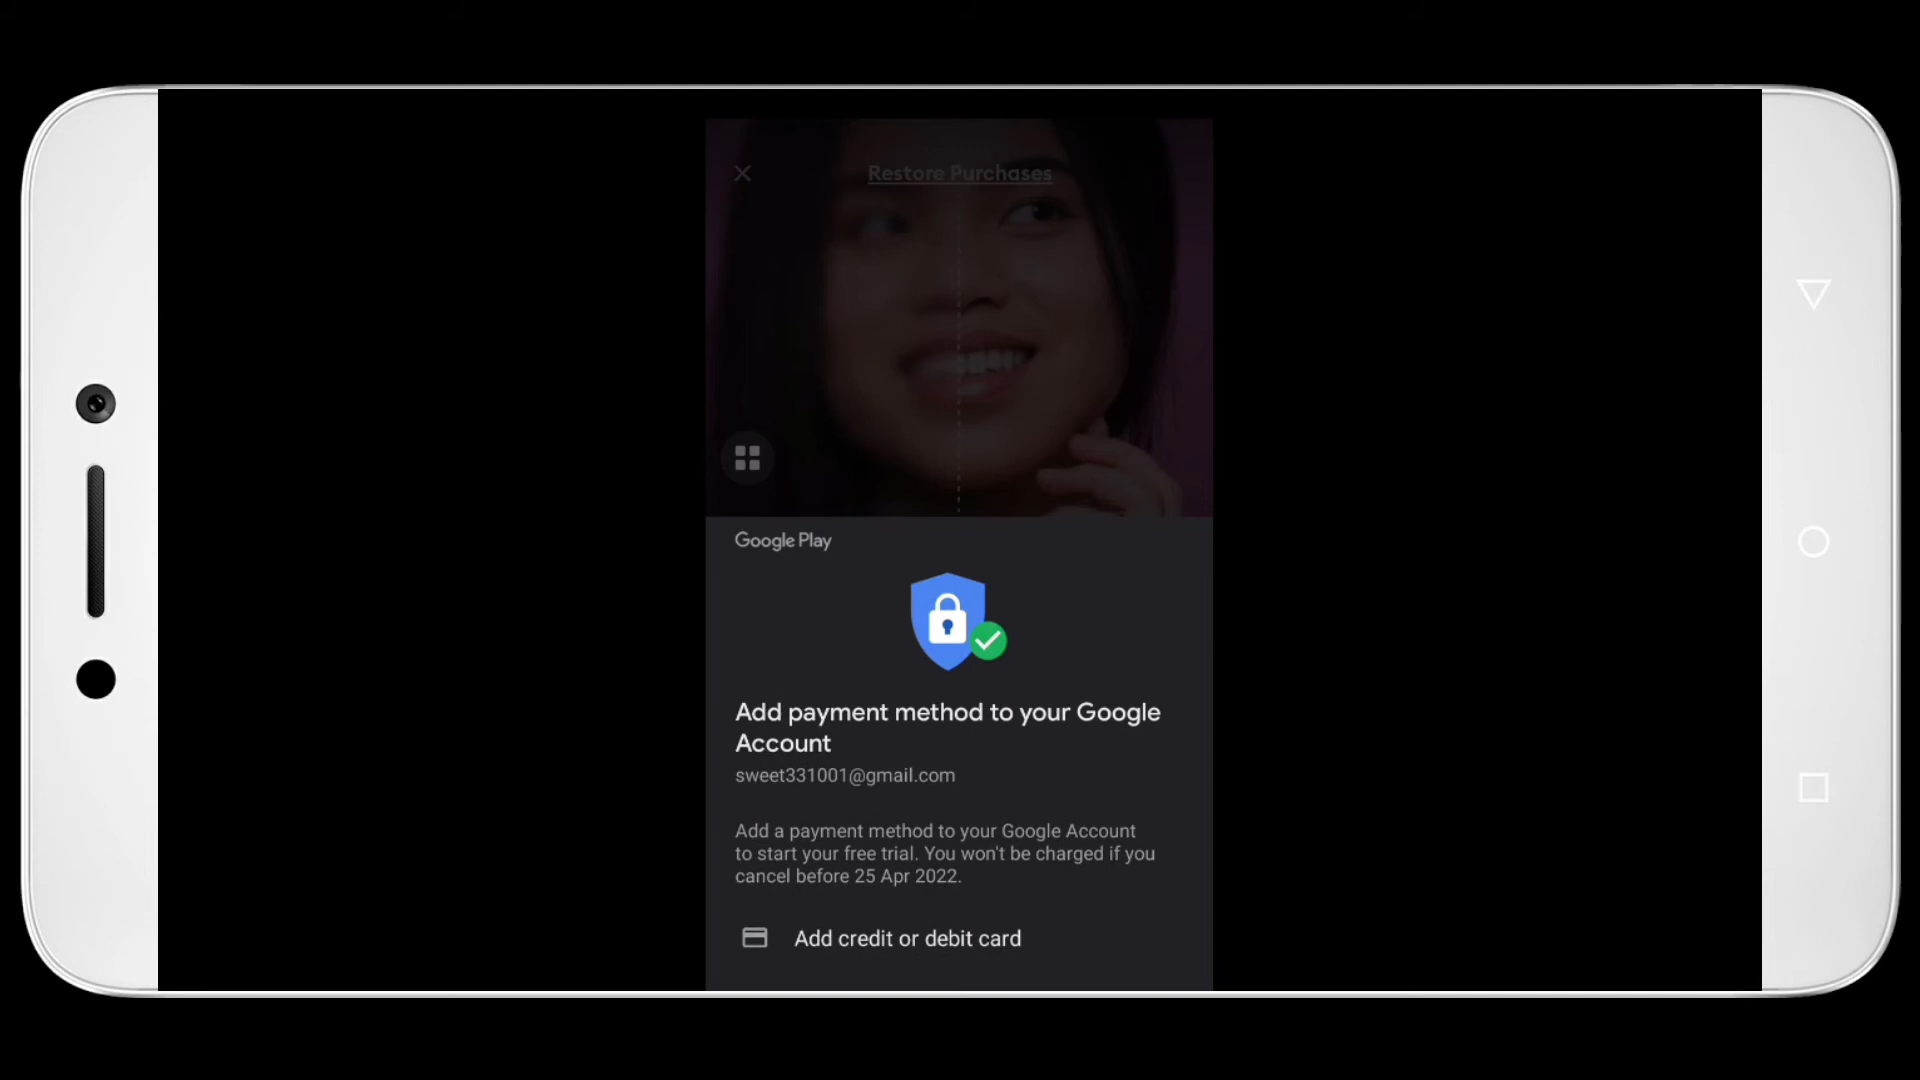 Restore Purchases
Google Play
Add payment method to your Google
Account
sweet331001@gmail.com
Add a payment method to your Google Account
to start your free trial. You won't be charged if you
cancel before 25 Apr 2022.
Add credit or debit card